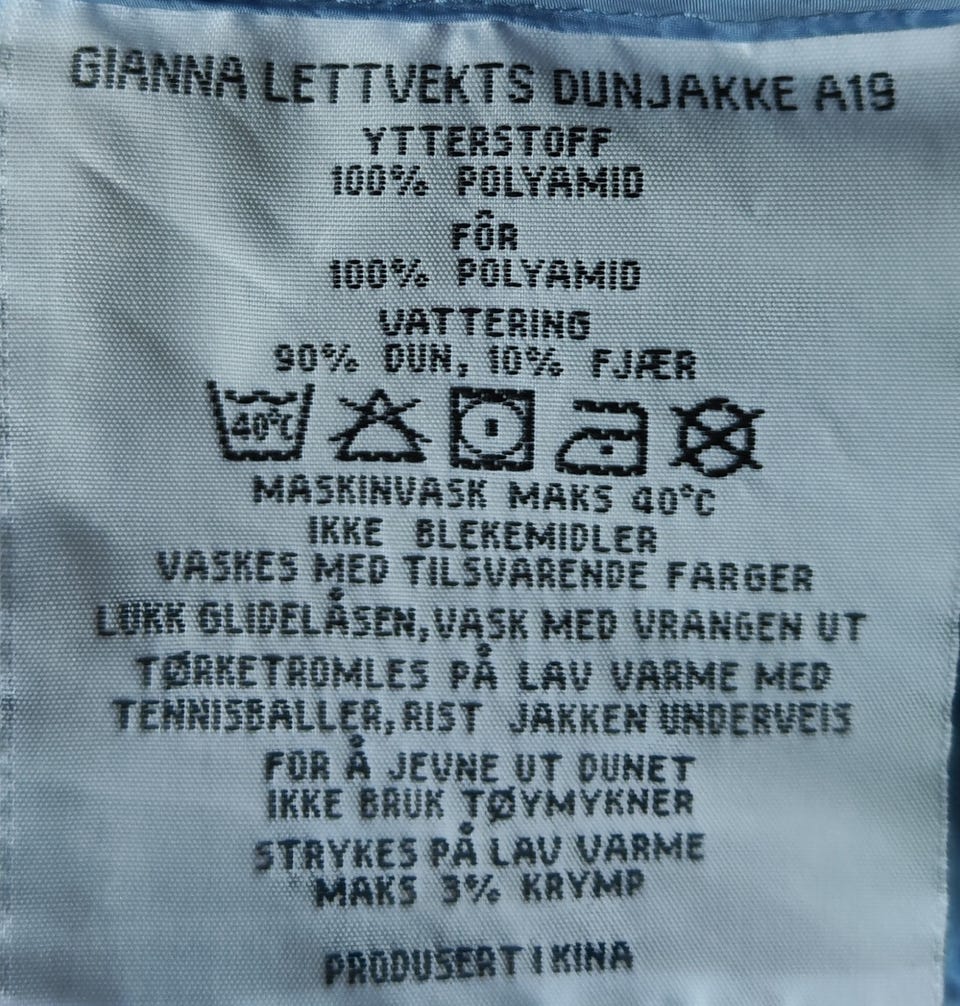 GIANNA LETTVEKTS DUNJAKKE A19
YTTERSTOFF
100% POLYAMID
FÔR
100% POLYAMID
VATTERING
90% DUN, 10% FJÆR
40°C
MASKINVASK MAKS 40°C
IKKE BLEKEMIDLER
VASKES MED TILSVARENDE FARGER
LUKK GLIDELÅSEN,VASK MED VRANGEN UT
TØRKETROMLES PÅ LAV VARME MED
TENNISBALLER,RIST JAKKEN UNDERVEIS
FOR Å JEVNE UT DUNET
IKKE BRUK TØYMYKNER
STRYKES PÅ LAV VARME
MAKS 3% KRYMP
PRODUSERT I KINA